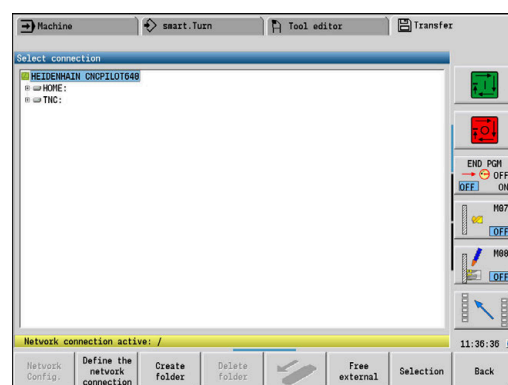 Machine
smart.Turn
Tool editor
Transfer
Select connection
HEIDENHAIN CNCPILOT640
HOME:
TNC:
END PGM
OFF
OFF ON
M07
OFF
OFF
Network connection active: /
11:36:36
Network Config.
Define the network connection
Create folder
Delete folder
Free external
Selection
Back